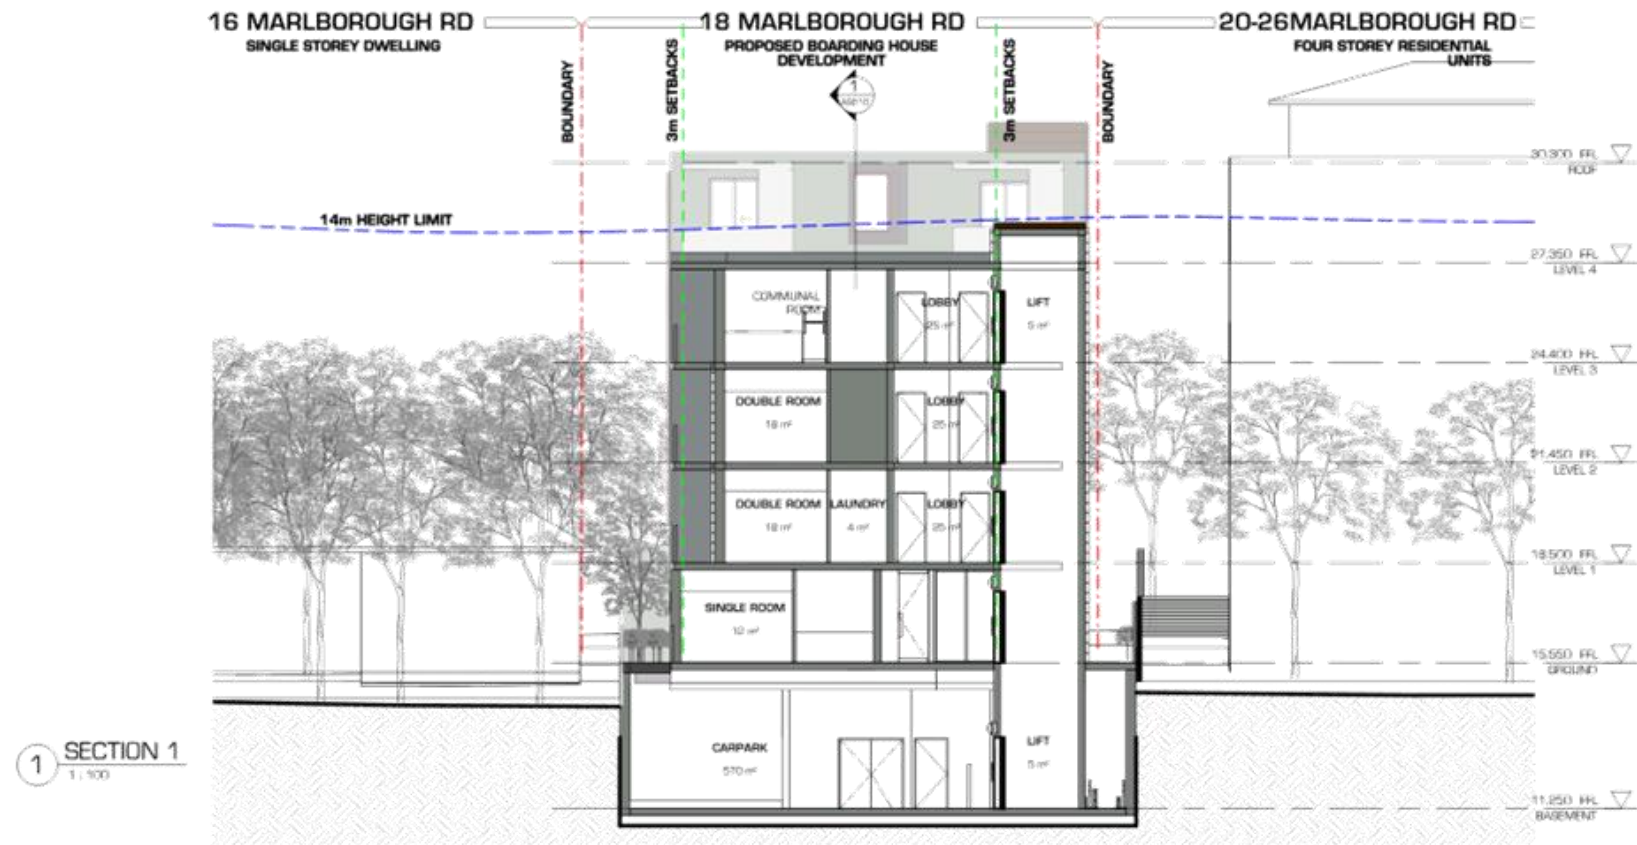 16 MARLBOROUGH RD
SINGLE STOREY DWELLING
18 MARLBOROUGH RD
PROPOSED BOARDING HOUSE
DEVELOPMENT
20-26MARLBOROUGH RD
FOUR STOREY RESIDENTIAL
UNITS
BOUNDARY
3m SETBACKS
1
3m SETBACKS
BOUNDARY
30.300 FFL
ROOF
14m HEIGHT LIMIT
27.350 FFL
LEVEL 4
COMMUNAL
ROOM
LOBBY
25 m²
LIFT
5 m²
24.400 FFL
LEVEL 3
DOUBLE ROOM
18 m²
LOBBY
25 m²
21.450 FFL
LEVEL 2
DOUBLE ROOM
18 m²
LAUNDRY
4 m²
LOBBY
25 m²
18.500 FFL
LEVEL 1
SINGLE ROOM
12 m²
15.550 FFL
GROUND
CARPARK
570 m²
LIFT
5 m²
11.250 FFL
BASEMENT
1
SECTION 1
1 : 100